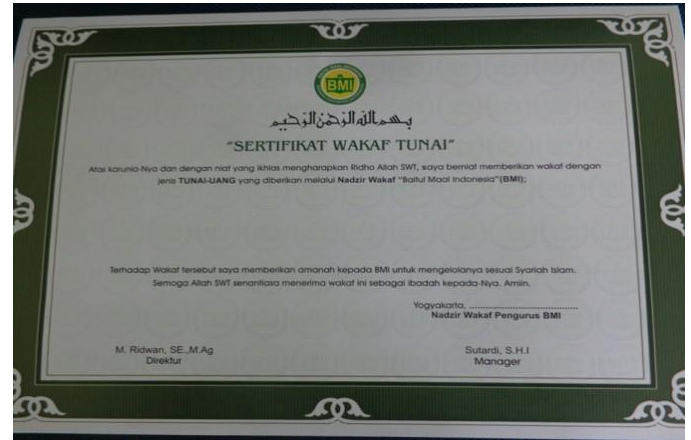 BMI
بسم الله الرحمن الرحيم
"SERTIFIKAT WAKAF TUNAI"
Atas karunia-Nya dan dengan niat yang ikhlas mengharapkan Ridho Allah SWT, saya berniat memberikan wakaf dengan
jenis TUNAI-UANG yang diberikan melalui Nadzir Wakaf "Baitul Maal Indonesia"(BMI);
Terhadap Wakaf tersebut saya memberikan amanah kepada BMI untuk mengelolanya sesuai Syariah Islam.
Semoga Allah SWT senantiasa menerima wakaf ini sebagai ibadah kepada-Nya. Amiin.
Yogyakarta, ....................................
Nadzir Wakaf Pengurus BMI
M. Ridwan, SE.,M.Ag
Direktur
Sutardi, S.H.I
Manager